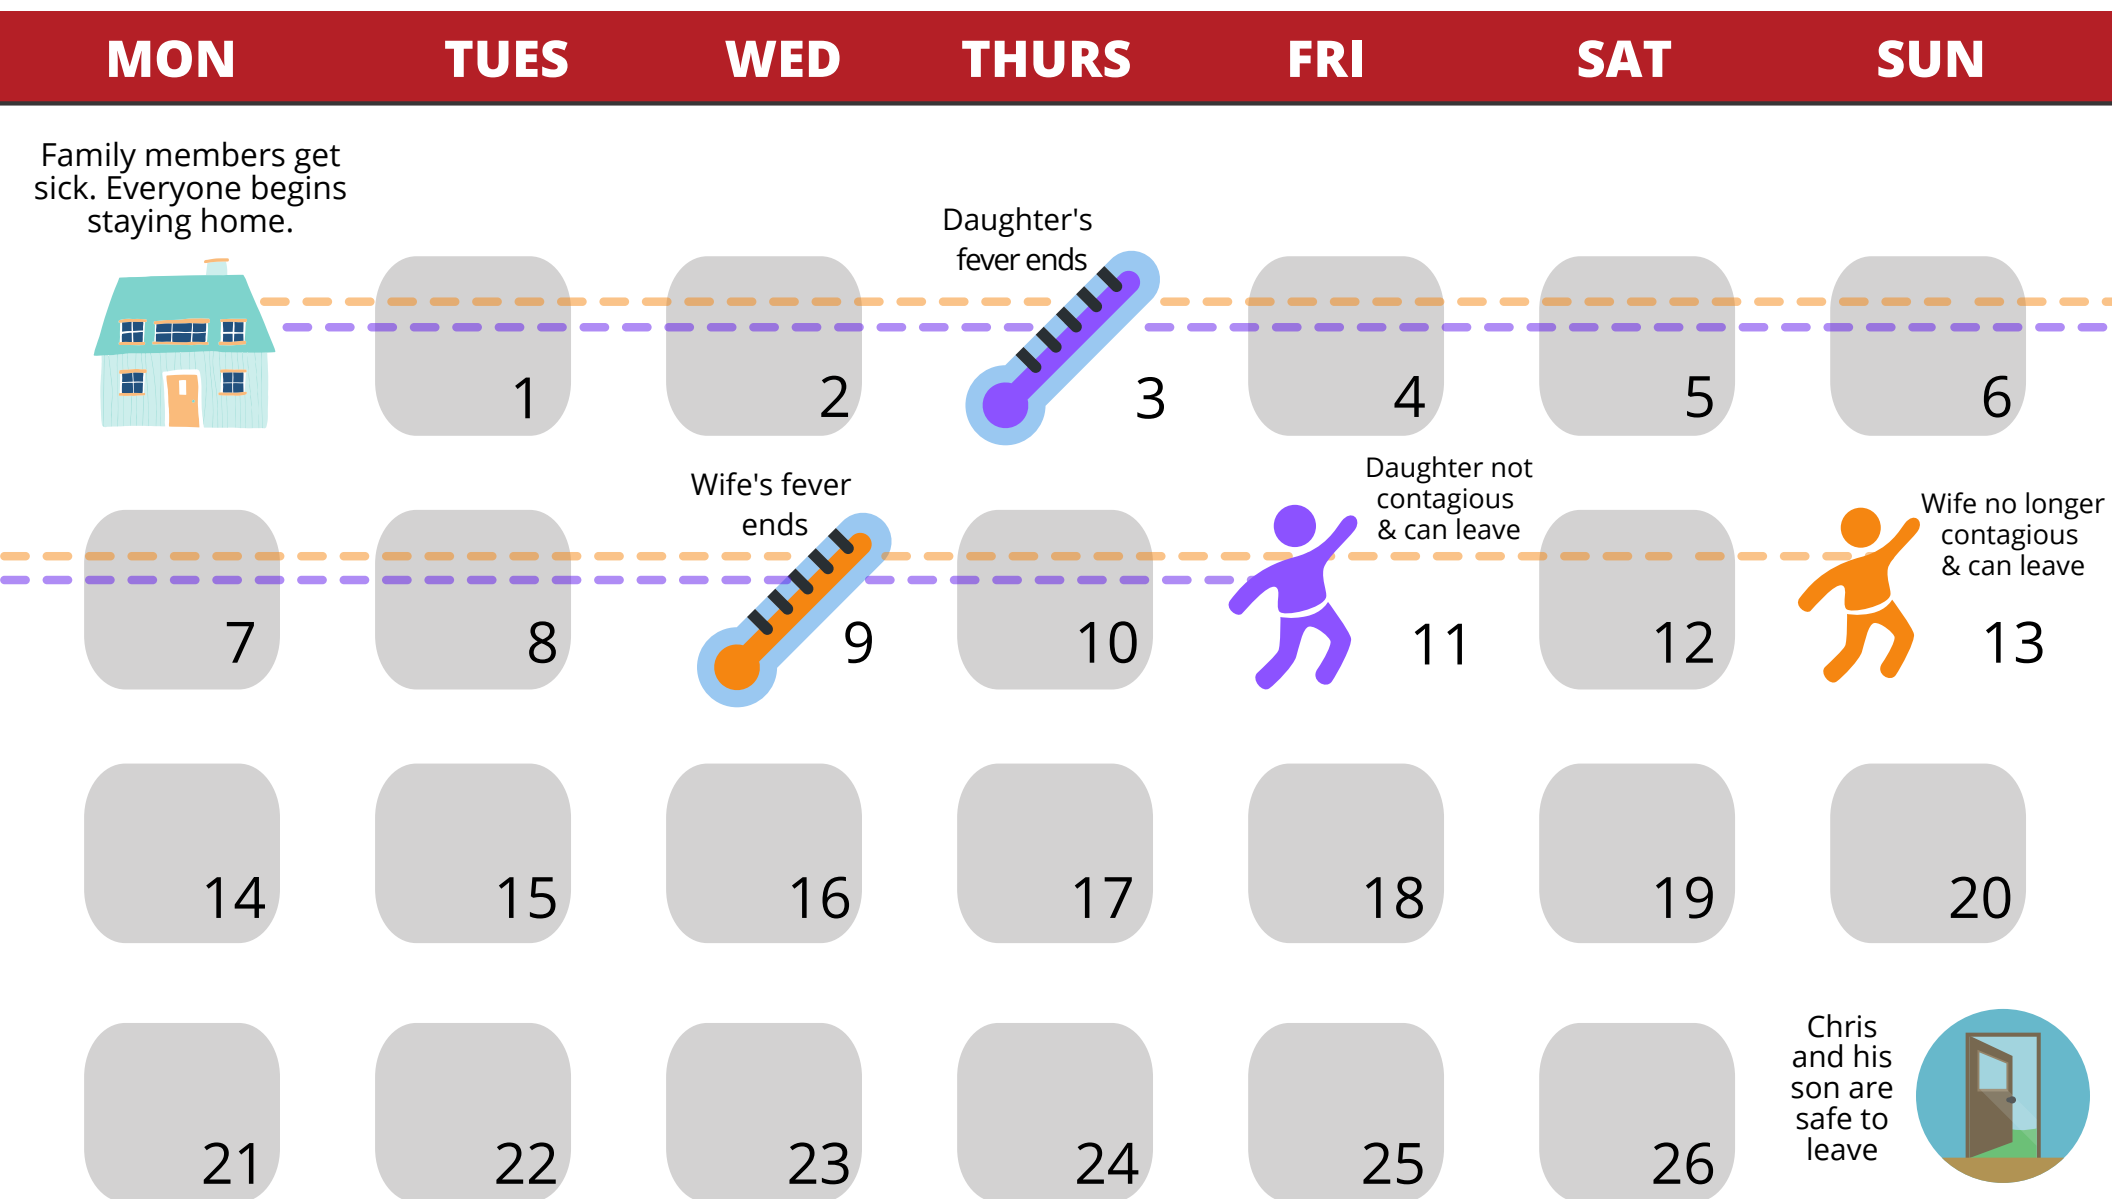 MON TUES WED THURS FRI SAT SUN
Family members get
sick. Everyone begins
staying home.
Daughter's
fever ends
1 2 3 4 5 6
Wife's fever
ends
Daughter not
contagious
& can leave
Wife no longer
contagious
& can leave
7 8 9 10 11 12 13
14 15 16 17 18 19 20
Chris
and his
son are
safe to
leave
21 22 23 24 25 26